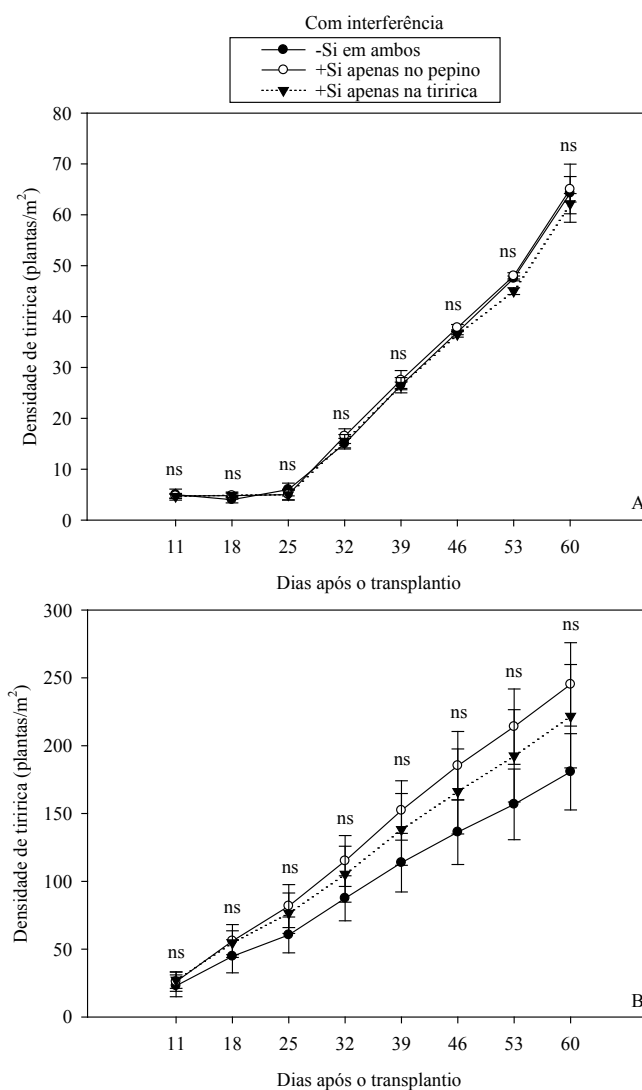 Com interferência
-Si em ambos
+Si apenas no pepino
+Si apenas na tiririca
80
70
60
50
40
30
20
10
0
Densidade de tiririca (plantas/m²)
ns ns ns ns ns ns ns ns
A
11 18 25 32 39 46 53 60
Dias após o transplantio
300
250
200
150
100
50
0
Densidade de tiririca (plantas/m²)
ns ns ns ns ns ns ns ns
B
11 18 25 32 39 46 53 60
Dias após o transplantio